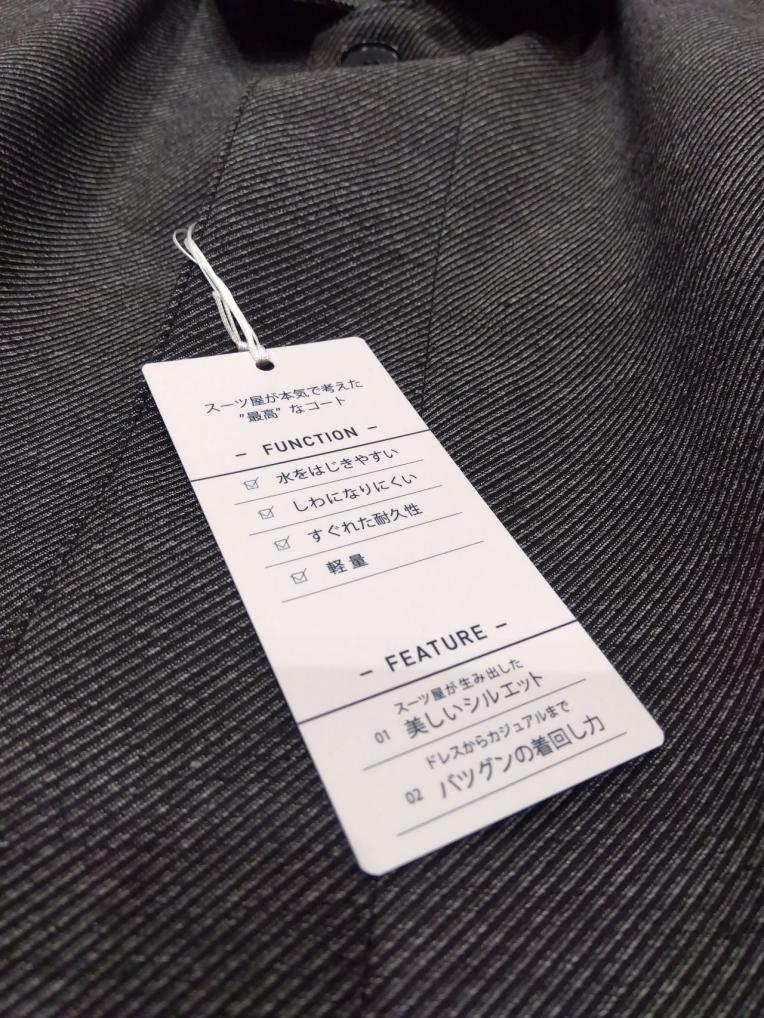 スーツ屋が本気で考えた
"最高" なコート
– FUNCTION –
水をはじきやすい
しわになりにくい
すぐれた耐久性
軽量
– FEATURE –
スーツ屋が生み出した
01 美しいシルエット
ドレスからカジュアルまで
02 バツグンの着回し力